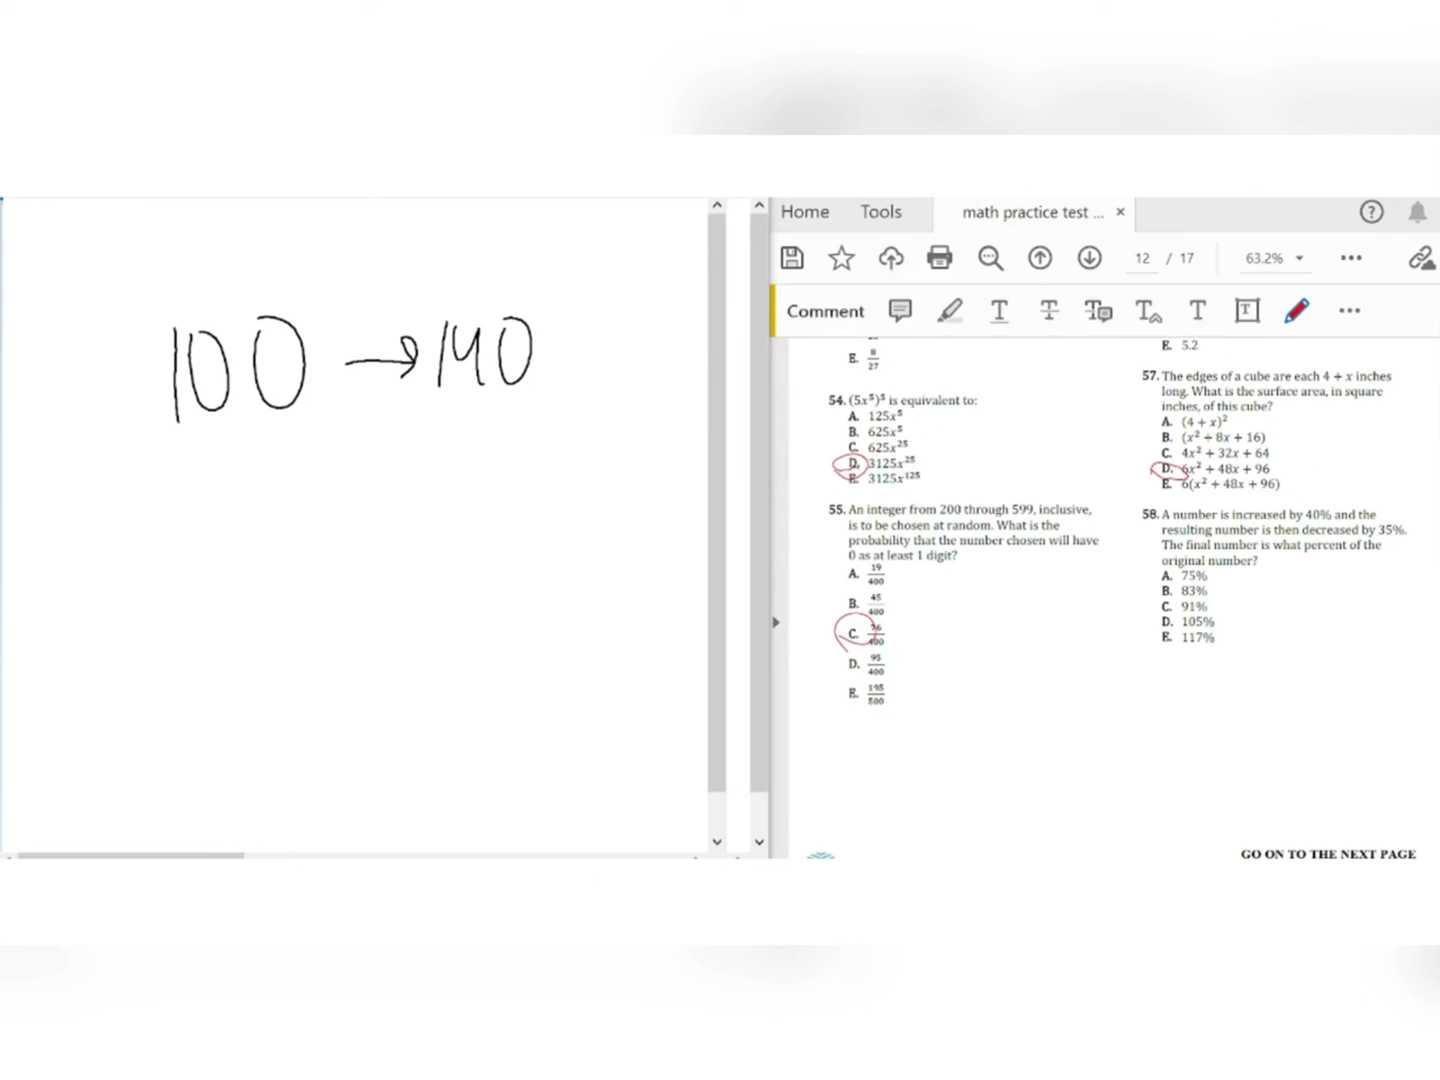 100 → 140
Home Tools math practice test ... ×
12 / 17 63.2%
Comment
E. 8/27
54. (5x⁵)⁵ is equivalent to:
A. 125x⁵
B. 625x⁵
C. 625x²⁵
D. 3125x²⁵
E. 3125x¹²⁵
55. An integer from 200 through 599, inclusive,
is to be chosen at random. What is the
probability that the number chosen will have
0 as at least 1 digit?
A. 19/400
B. 45/400
C. 76/400
D. 95/400
E. 195/500
E. 5.2
57. The edges of a cube are each 4 + x inches
long. What is the surface area, in square
inches, of this cube?
A. (4 + x)²
B. (x² + 8x + 16)
C. 4x² + 32x + 64
D. 6x² + 48x + 96
E. 6(x² + 48x + 96)
58. A number is increased by 40% and the
resulting number is then decreased by 35%.
The final number is what percent of the
original number?
A. 75%
B. 83%
C. 91%
D. 105%
E. 117%
GO ON TO THE NEXT PAGE